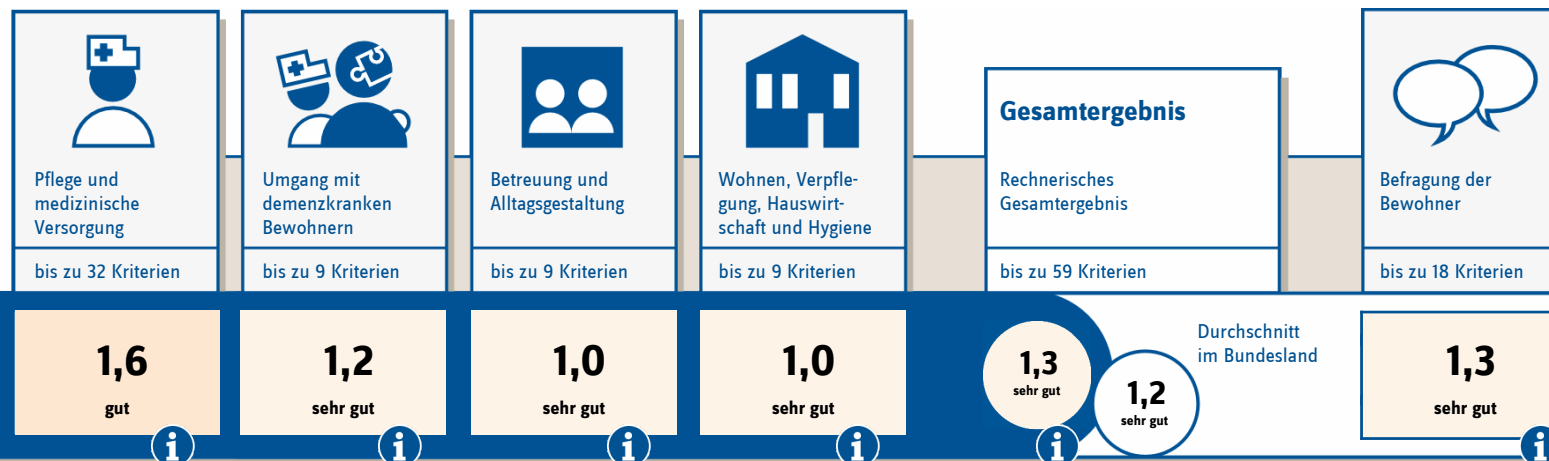 Pflege und
medizinische
Versorgung
bis zu 32 Kriterien
1,6
gut
Umgang mit
demenzkranken
Bewohnern
bis zu 9 Kriterien
1,2
sehr gut
Betreuung und
Alltagsgestaltung
bis zu 9 Kriterien
1,0
sehr gut
Wohnen, Verpfle-
gung, Hauswirt-
schaft und Hygiene
bis zu 9 Kriterien
1,0
sehr gut
Gesamtergebnis
Rechnerisches
Gesamtergebnis
bis zu 59 Kriterien
1,3
sehr gut
1,2
sehr gut
Durchschnitt
im Bundesland
Befragung der
Bewohner
bis zu 18 Kriterien
1,3
sehr gut